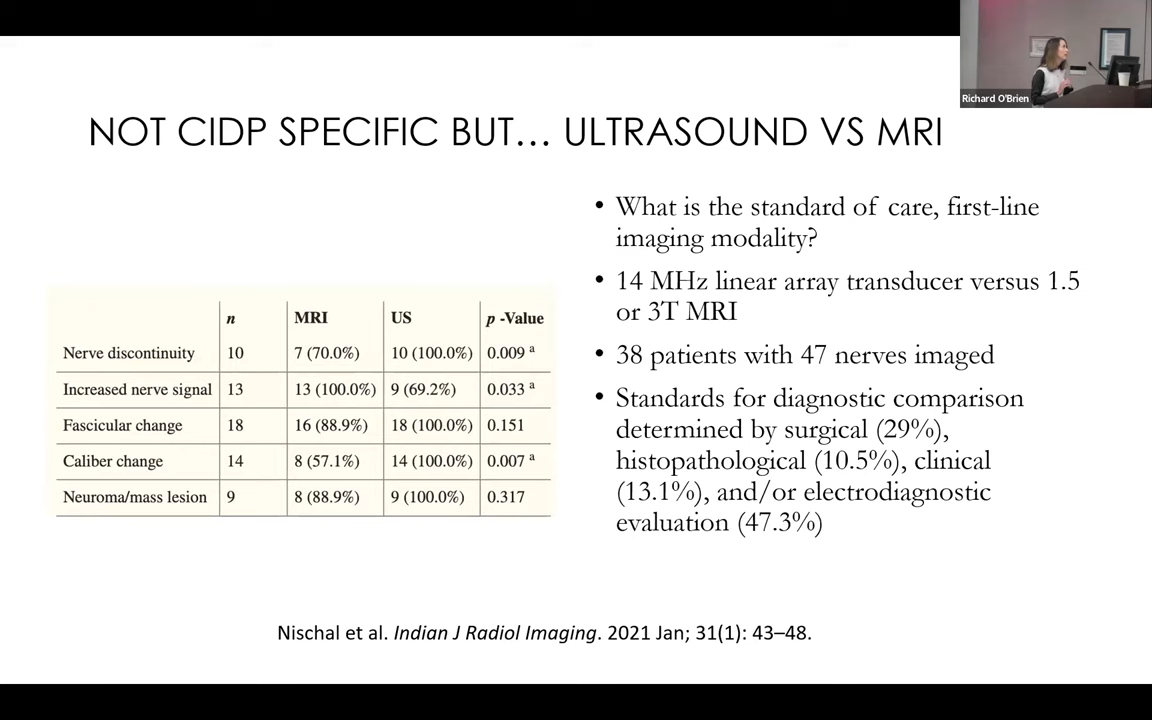 Richard O'Brien
NOT CIDP SPECIFIC BUT… ULTRASOUND VS MRI
n MRI US p -Value
Nerve discontinuity 10 7 (70.0%) 10 (100.0%) 0.009 a
Increased nerve signal 13 13 (100.0%) 9 (69.2%) 0.033 a
Fascicular change 18 16 (88.9%) 18 (100.0%) 0.151
Caliber change 14 8 (57.1%) 14 (100.0%) 0.007 a
Neuroma/mass lesion 9 8 (88.9%) 9 (100.0%) 0.317
• What is the standard of care, first-line
imaging modality?
• 14 MHz linear array transducer versus 1.5
or 3T MRI
• 38 patients with 47 nerves imaged
• Standards for diagnostic comparison
determined by surgical (29%),
histopathological (10.5%), clinical
(13.1%), and/or electrodiagnostic
evaluation (47.3%)
Nischal et al. Indian J Radiol Imaging. 2021 Jan; 31(1): 43–48.